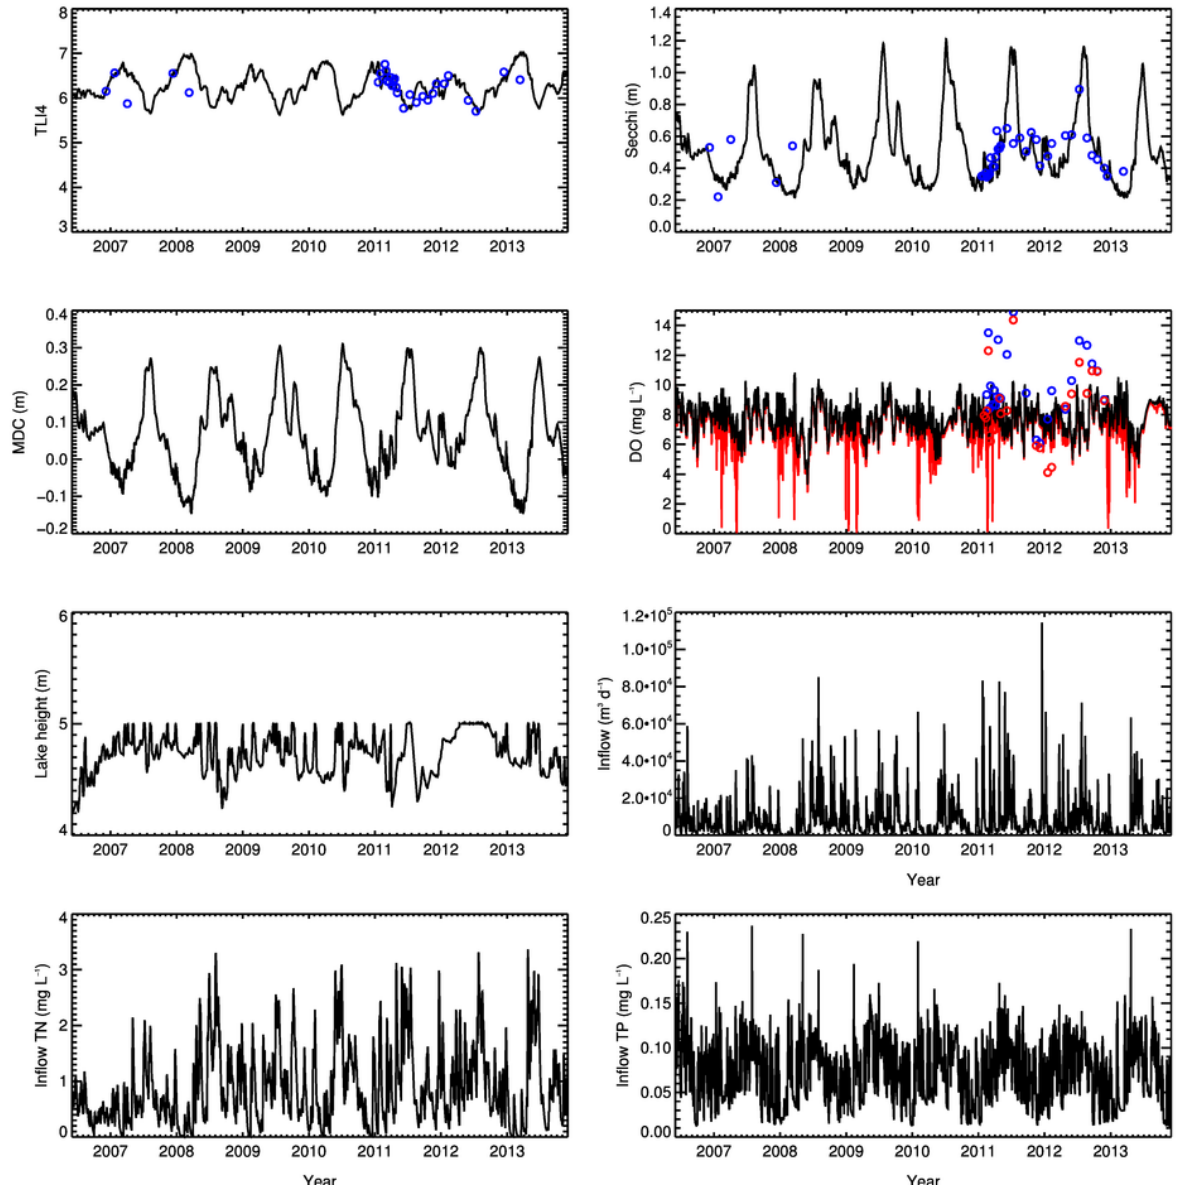 8
7
6
5
4
3
TLI4
2007 2008 2009 2010 2011 2012 2013
1.4
1.2
1.0
0.8
0.6
0.4
0.2
0.0
Secchi (m)
2007 2008 2009 2010 2011 2012 2013
0.4
0.3
0.2
0.1
0.0
−0.1
−0.2
MDC (m)
2007 2008 2009 2010 2011 2012 2013
14
12
10
8
6
4
2
0
DO (mg L⁻¹)
2007 2008 2009 2010 2011 2012 2013
6
5
4
Lake height (m)
2007 2008 2009 2010 2011 2012 2013
1.2•10⁵
1.0•10⁵
8.0•10⁴
6.0•10⁴
4.0•10⁴
2.0•10⁴
0
Inflow (m³ d⁻¹)
2007 2008 2009 2010 2011 2012 2013
Year
4
3
2
1
0
Inflow TN (mg L⁻¹)
2007 2008 2009 2010 2011 2012 2013
Year
0.25
0.20
0.15
0.10
0.05
0.00
Inflow TP (mg L⁻¹)
2007 2008 2009 2010 2011 2012 2013
Year